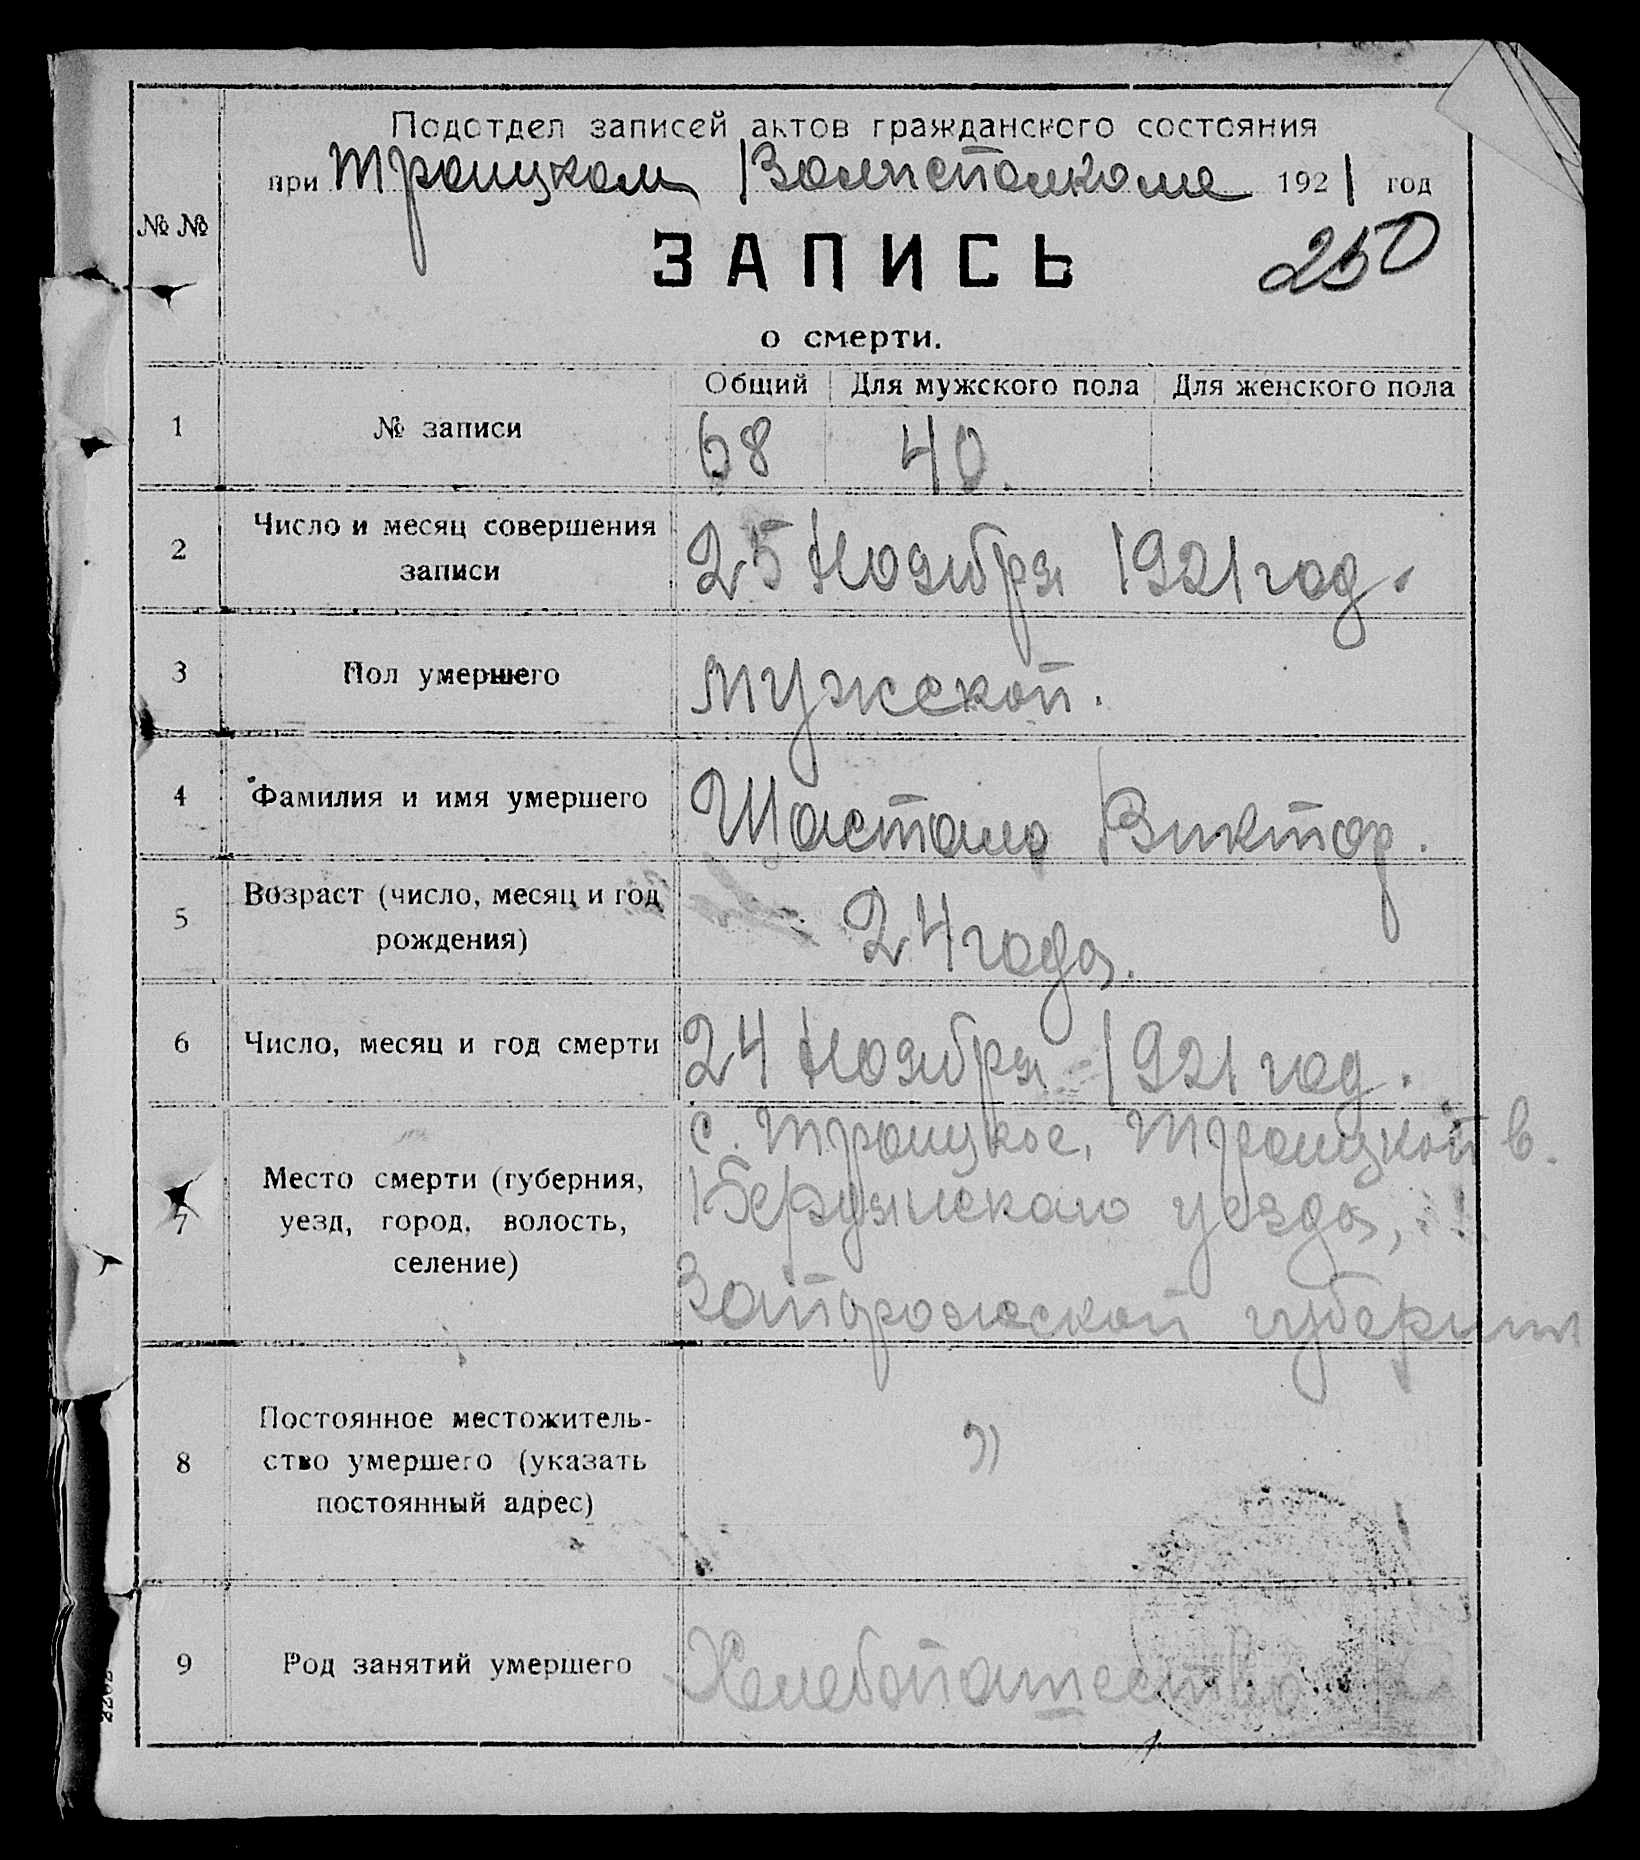 Подотдел записей актов гражданского состояния
при Троицком Волисполкоме 1921 год
№ №
ЗАПИСЬ
250
о смерти.
Общий Для мужского пола Для женского пола
1 № записи 68 40.
2 Число и месяц совершения
записи
25 Ноября 1921 год.
3 Пол умершего мужской.
4 Фамилия и имя умершего Шастало Виктор.
5 Возраст (число, месяц и год
рождения)
24 года.
6 Число, месяц и год смерти 24 Ноября 1921 год.
7 Место смерти (губерния,
уезд, город, волость,
селение)
с. Троицкое, Троицкой в.
уезда,
Запорожской губернии
8 Постоянное местожитель-
ство умершего (указать
постоянный адрес)
"
9 Род занятий умершего Хлебопашество